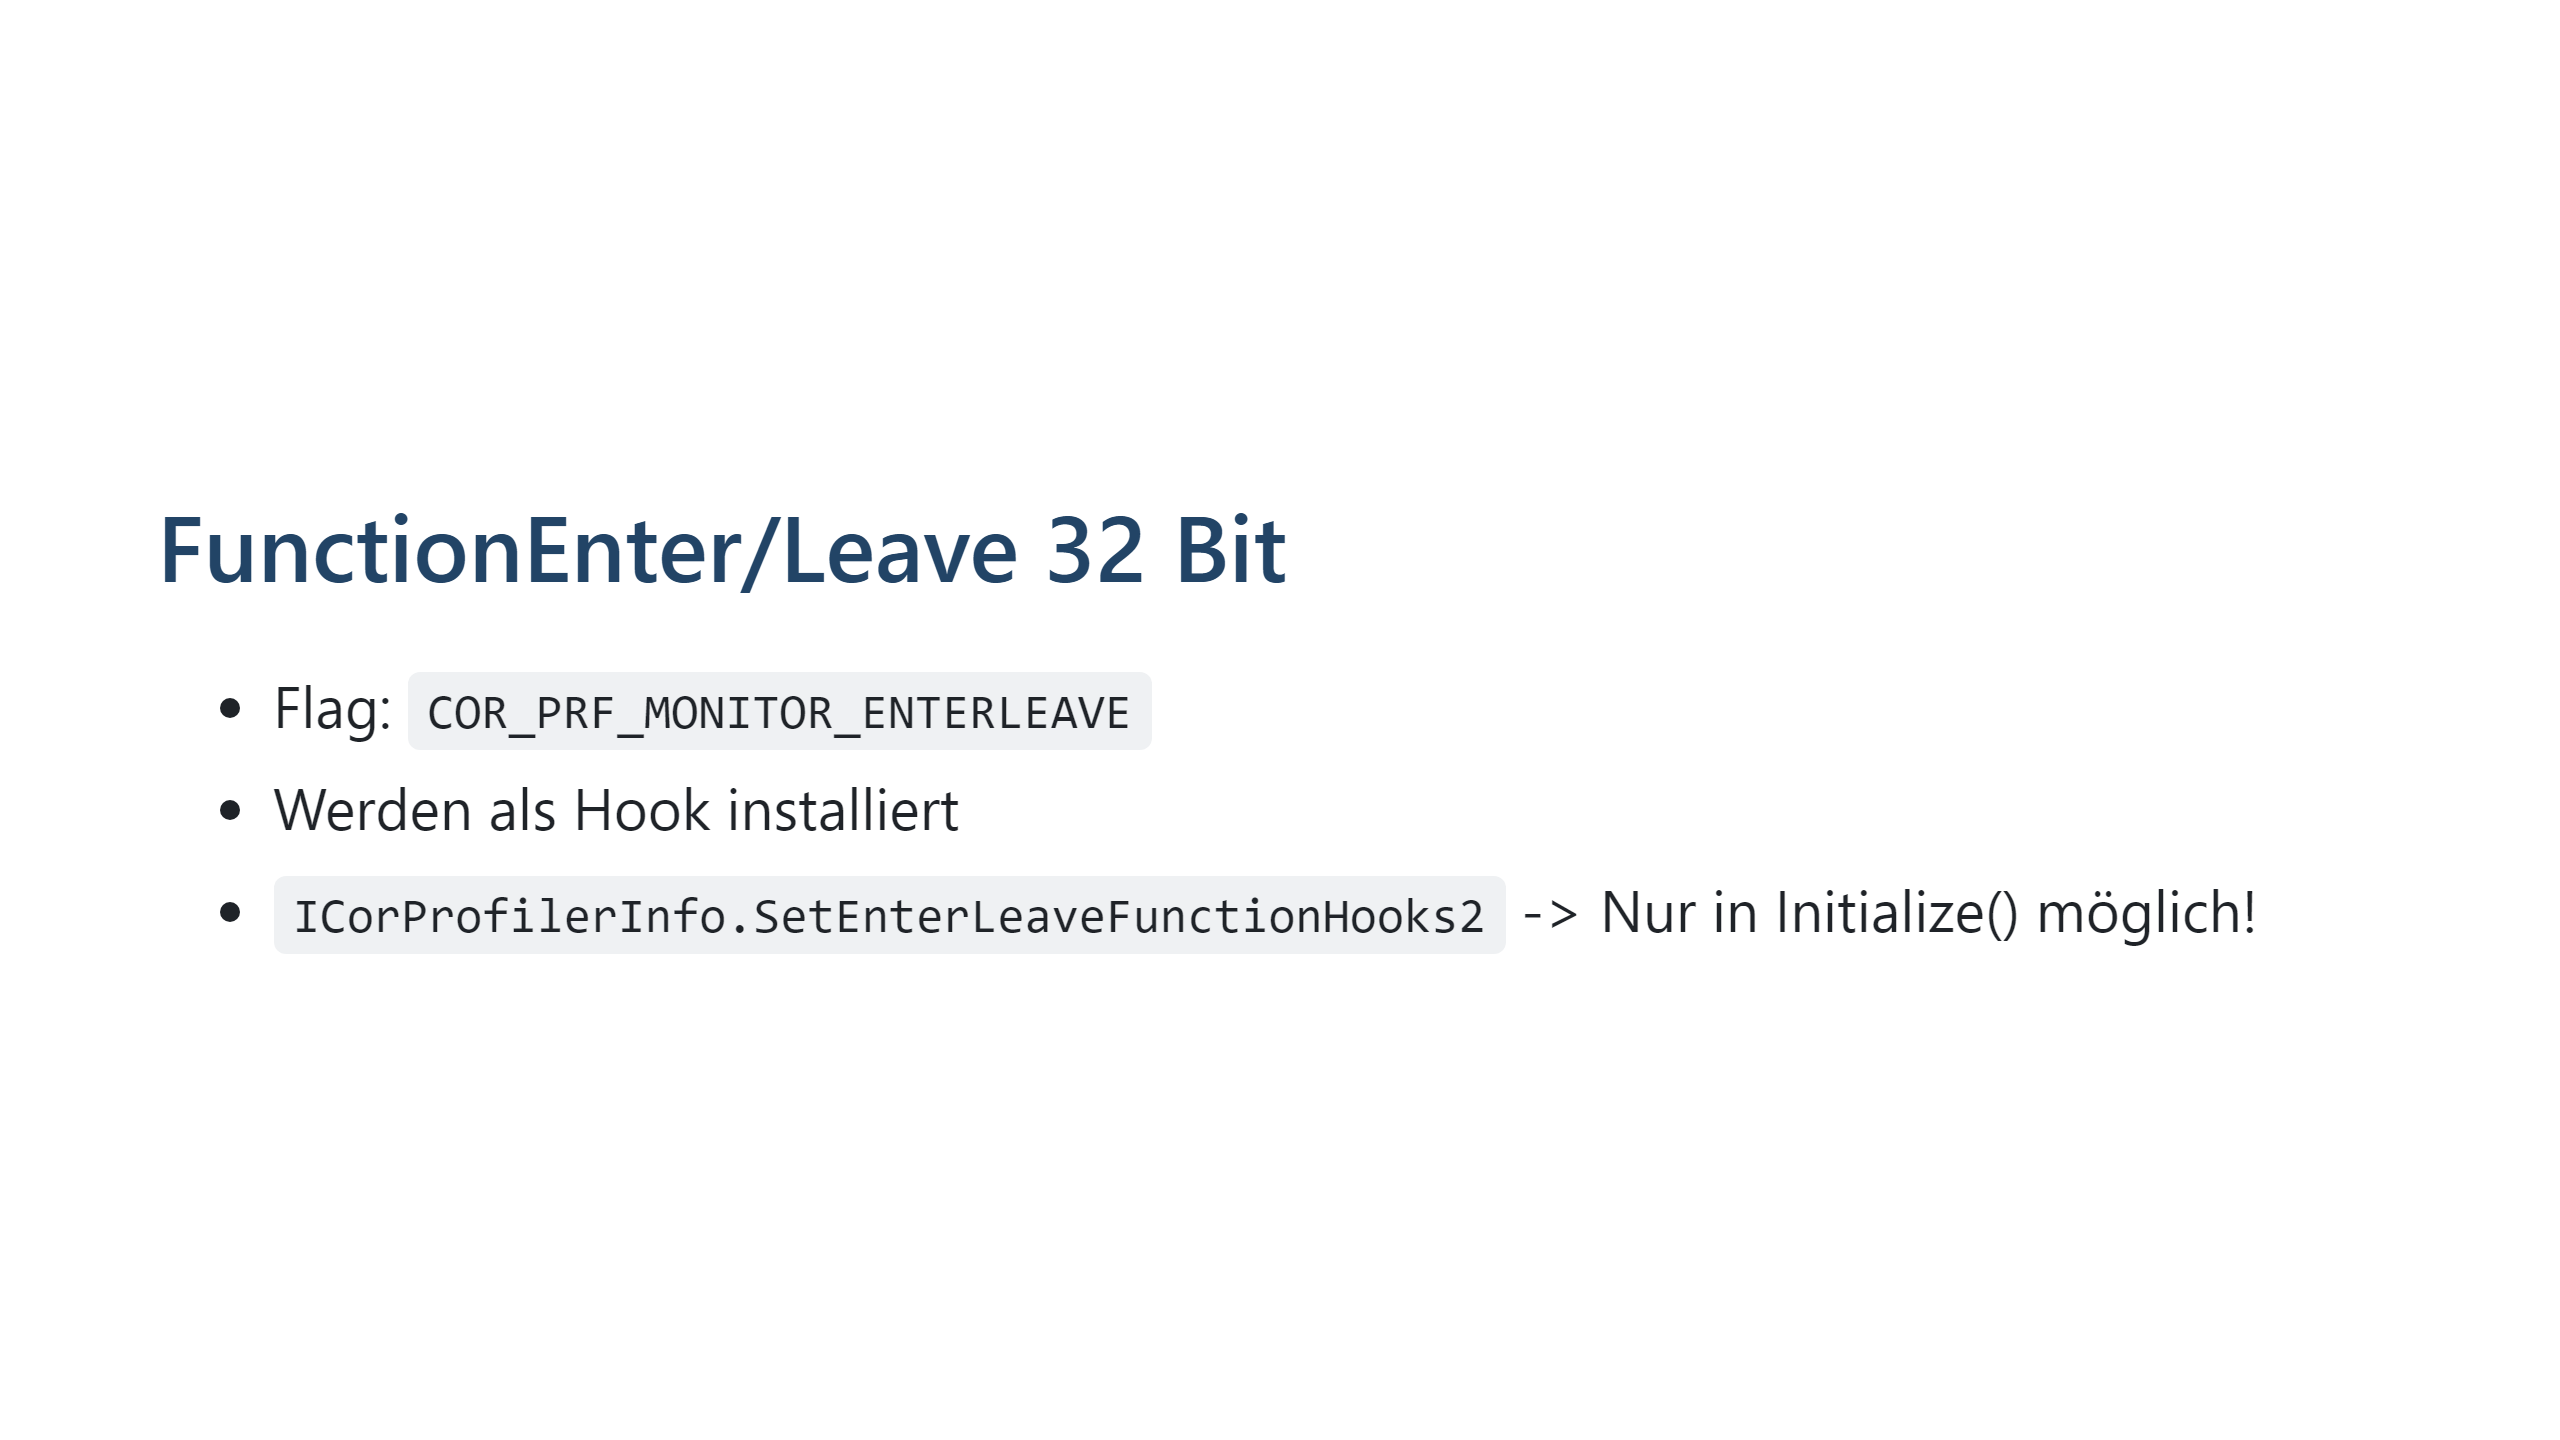 FunctionEnter/Leave 32 Bit
• Flag: COR_PRF_MONITOR_ENTERLEAVE
• Werden als Hook installiert
• ICorProfilerInfo.SetEnterLeaveFunctionHooks2 -> Nur in Initialize() möglich!